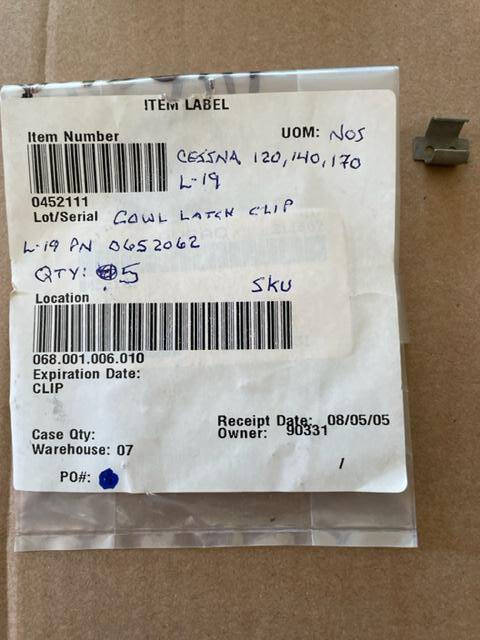 ITEM LABEL
Item Number UOM: NOS
CESSNA 120, 140, 170
L-19
0452111
Lot/Serial COWL LATCH CLIP
L-19 PN 0652062
QTY: 5
SKU
Location
068.001.006.010
Expiration Date:
CLIP
Receipt Date: 08/05/05
Case Qty: Owner: 90331
Warehouse: 07
/
PO#: